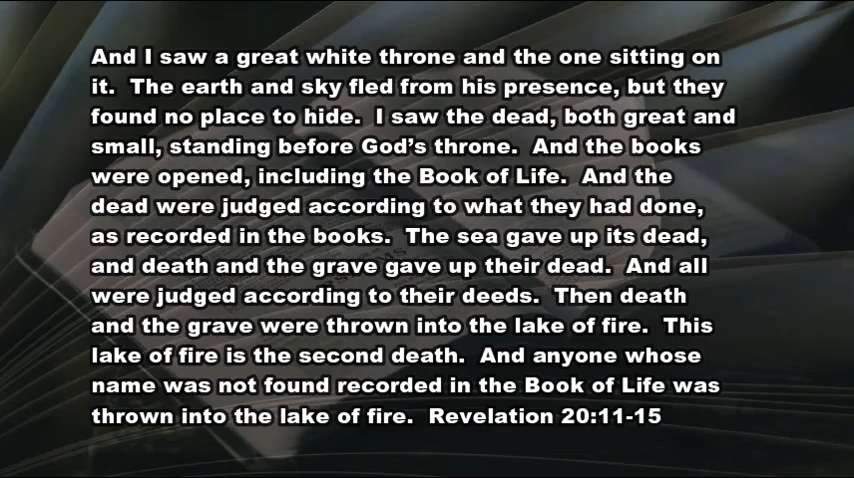 And I saw a great white throne and the one sitting on
it.  The earth and sky fled from his presence, but they
found no place to hide.  I saw the dead, both great and
small, standing before God’s throne.  And the books
were opened, including the Book of Life.  And the
dead were judged according to what they had done,
as recorded in the books.  The sea gave up its dead,
and death and the grave gave up their dead.  And all
were judged according to their deeds.  Then death
and the grave were thrown into the lake of fire.  This
lake of fire is the second death.  And anyone whose
name was not found recorded in the Book of Life was
thrown into the lake of fire.  Revelation 20:11-15